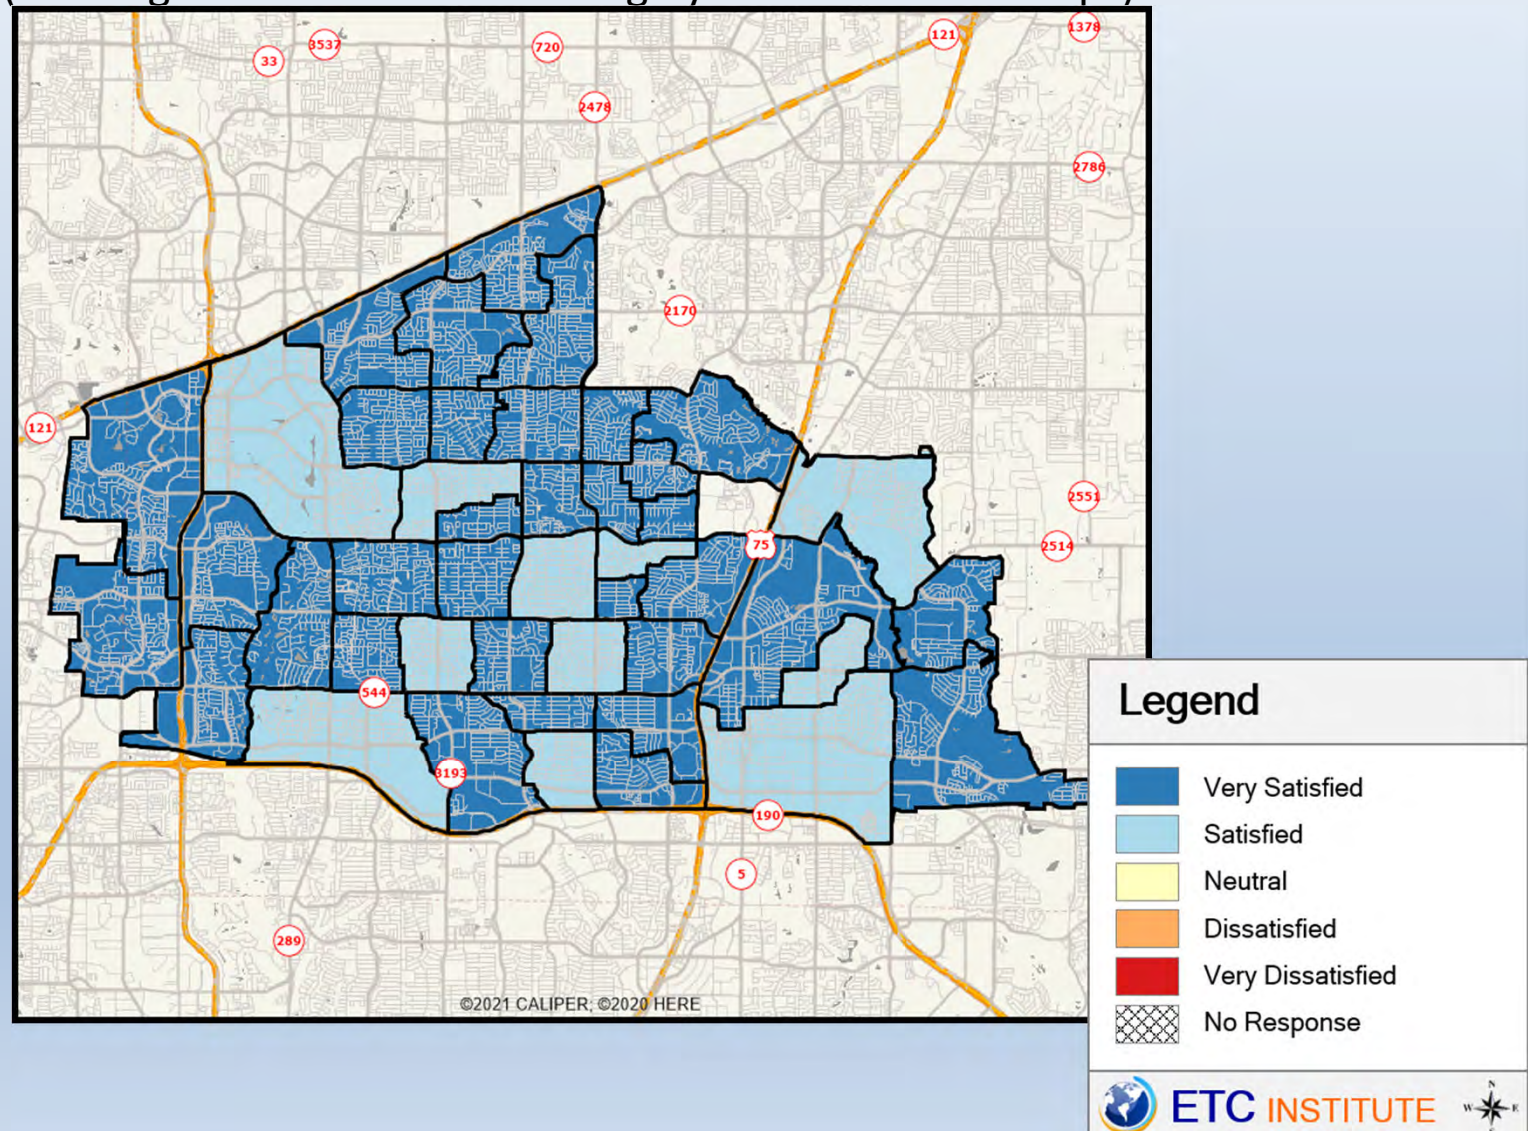 1378
121
3537
720
33
2478
2786
2170
121
2551
75
2514
544
3193
190
5
289
©2021 CALIPER; ©2020 HERE
Legend
Very Satisfied
Satisfied
Neutral
Dissatisfied
Very Dissatisfied
No Response
ETC INSTITUTE
N
W E